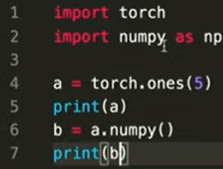 1 import torch
2 import numpy as np
3
4 a = torch.ones(5)
5 print(a)
6 b = a.numpy()
7 print(b)